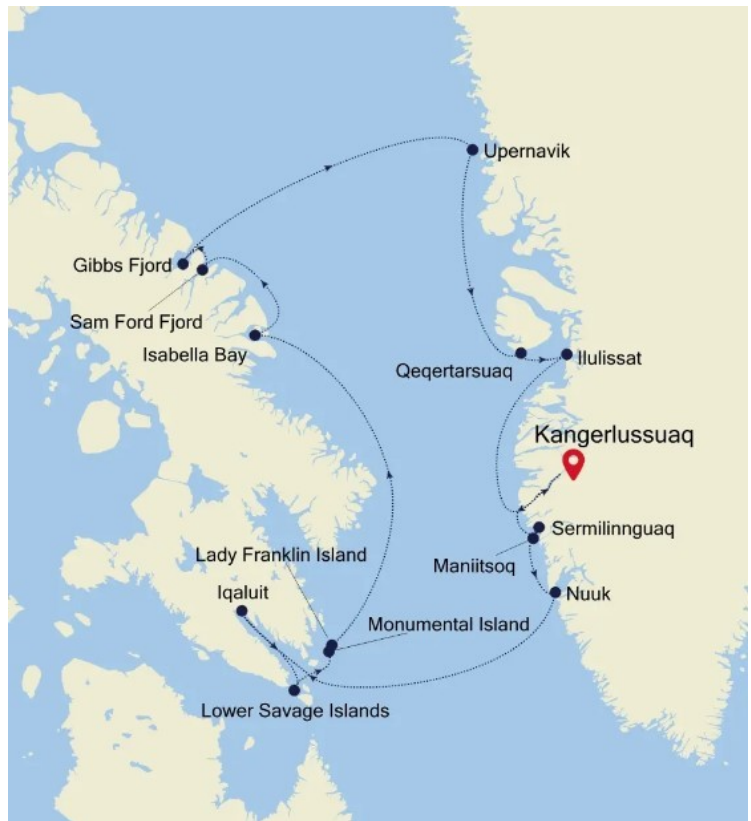 Upernavik
Gibbs Fjord
Sam Ford Fjord
Isabella Bay
Qeqertarsuaq
Ilulissat
Kangerlussuaq
Sermilinnguaq
Lady Franklin Island
Maniitsoq
Iqaluit
Nuuk
Monumental Island
Lower Savage Islands